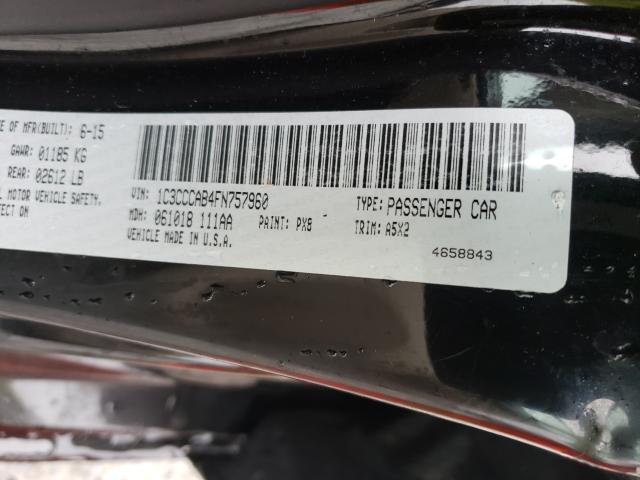 E OF MFR(BUILT): 6-15
GAWR: 01185 KG
REAR: 02612 LB
L MOTOR VEHICLE SAFETY.
FECT ON
VIN: 1C3CCCAB4FN757960
MDH: 061018 111AA
PAINT: PX8
VEHICLE MADE IN U.S.A.
TYPE: PASSENGER CAR
TRIM: A5X2
4658843